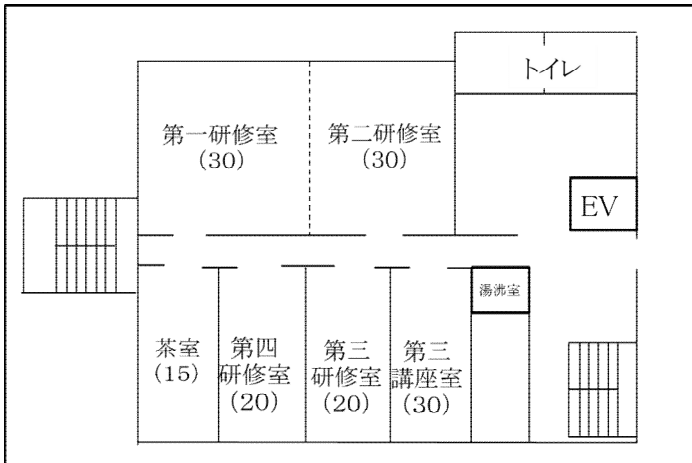 トイレ
第一研修室
(30)
第二研修室
(30)
EV
湯沸室
茶室
(15)
第四
研修室
(20)
第三
研修室
(20)
第三
講座室
(30)